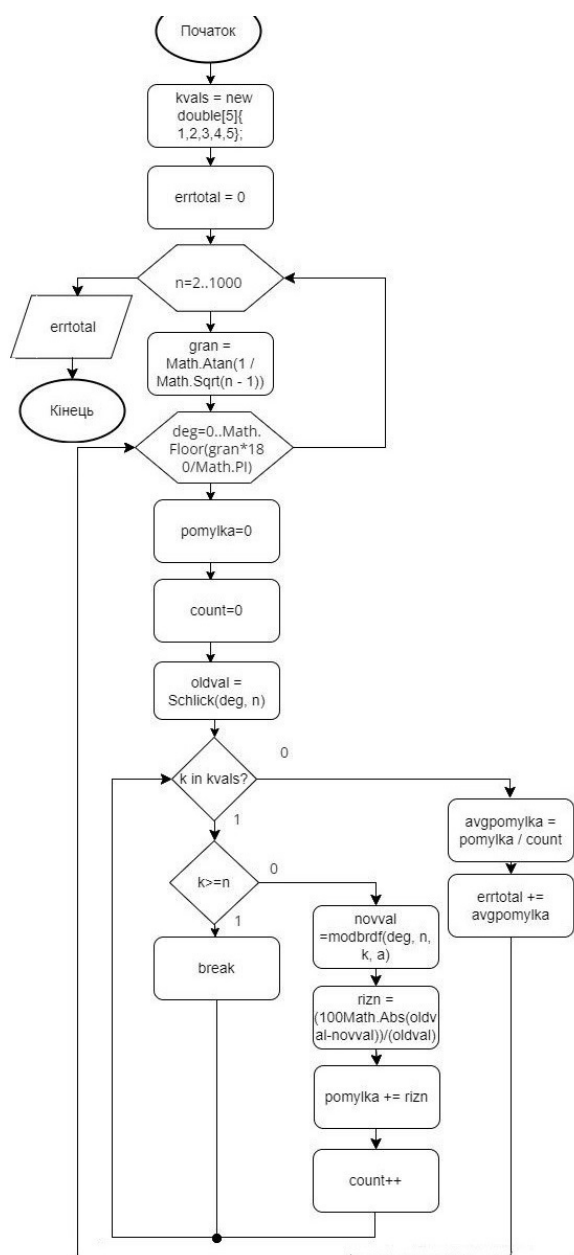 Початок
kvals = new
double[5]{
1,2,3,4,5};
errtotal = 0
n=2..1000
errtotal
Кінець
gran =
Math.Atan(1 /
Math.Sqrt(n - 1))
deg=0..Math.
Floor(gran*18
0/Math.PI)
pomylka=0
count=0
oldval =
Schlick(deg, n)
k in kvals?
0
1
avgpomylka =
pomylka / count
errtotal +=
avgpomylka
k>=n
0
1
break
novval
=modbrdf(deg, n,
k, a)
rizn =
(100Math.Abs(oldv
al-novval))/(oldval)
pomylka += rizn
count++